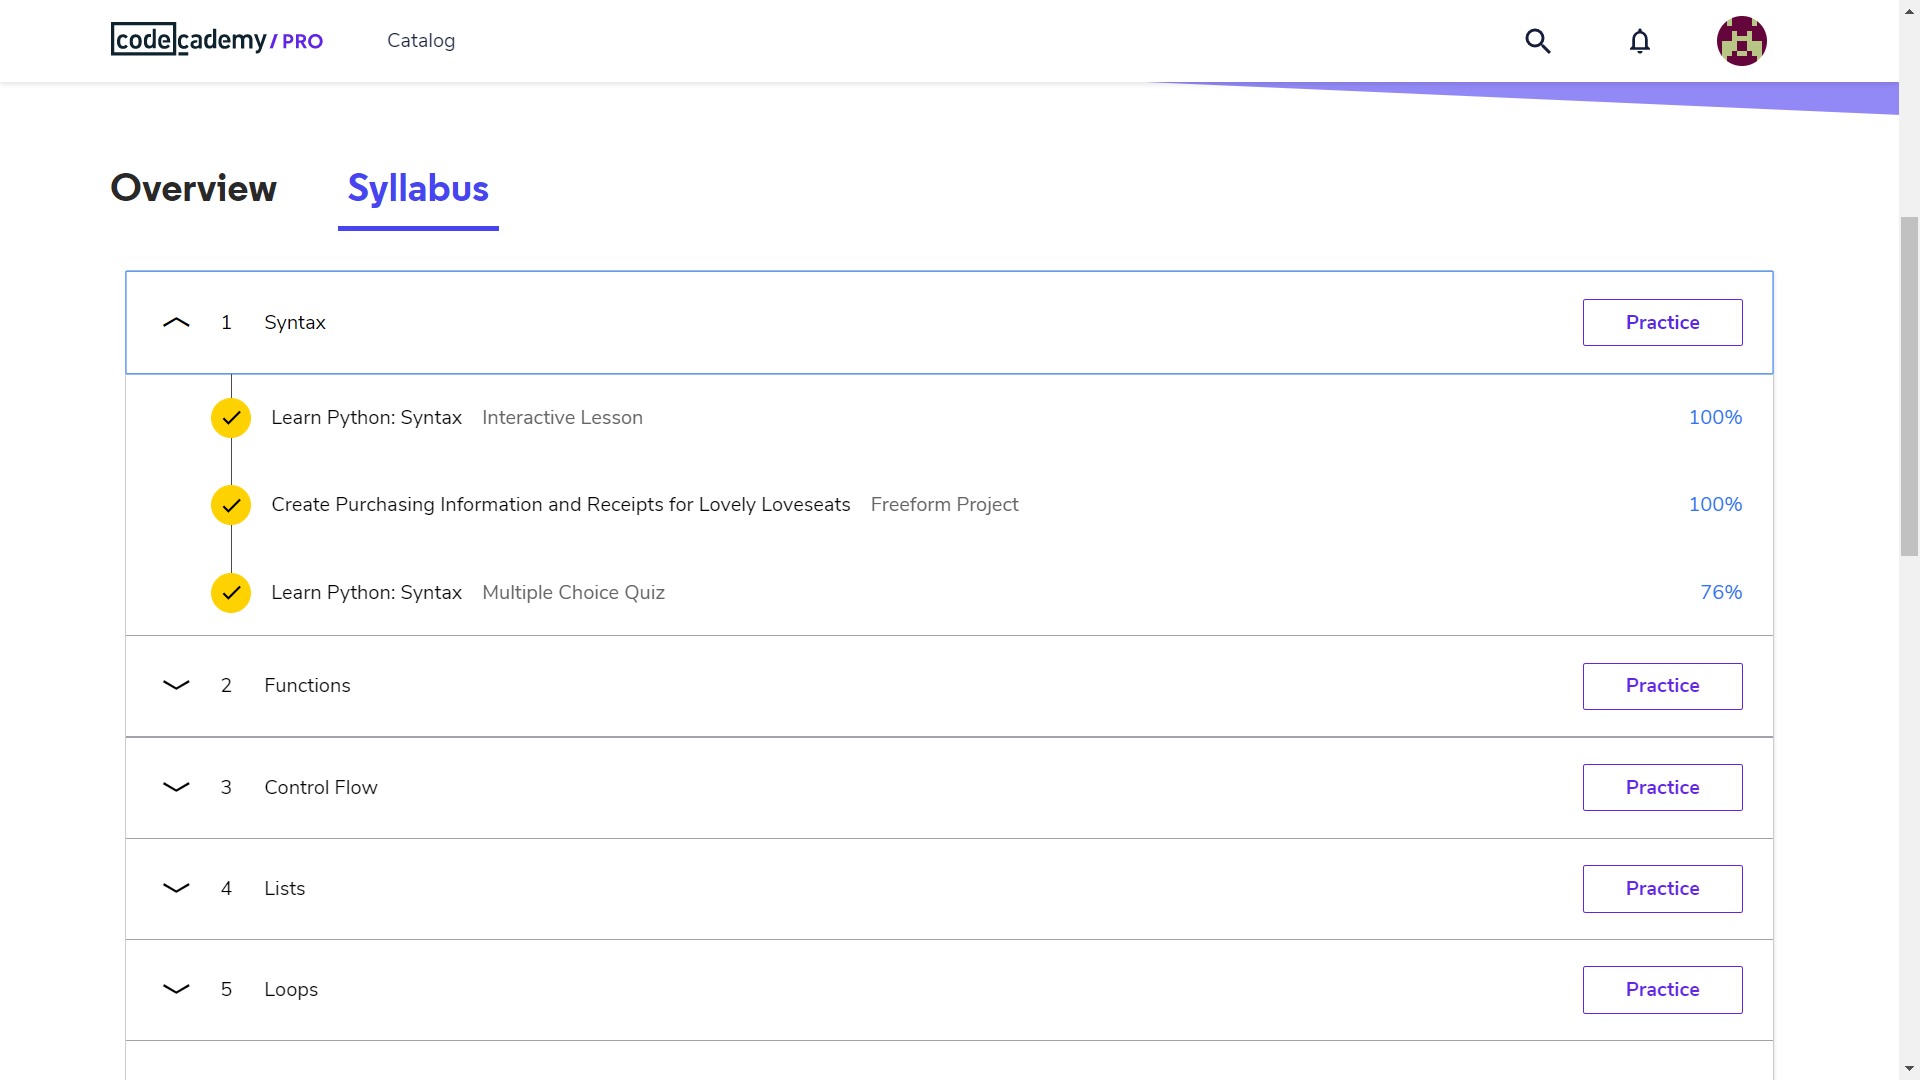 codecademy/PRO Catalog
Overview Syllabus
1 Syntax Practice
Learn Python: Syntax Interactive Lesson 100%
Create Purchasing Information and Receipts for Lovely Loveseats Freeform Project 100%
Learn Python: Syntax Multiple Choice Quiz 76%
2 Functions Practice
3 Control Flow Practice
4 Lists Practice
5 Loops Practice